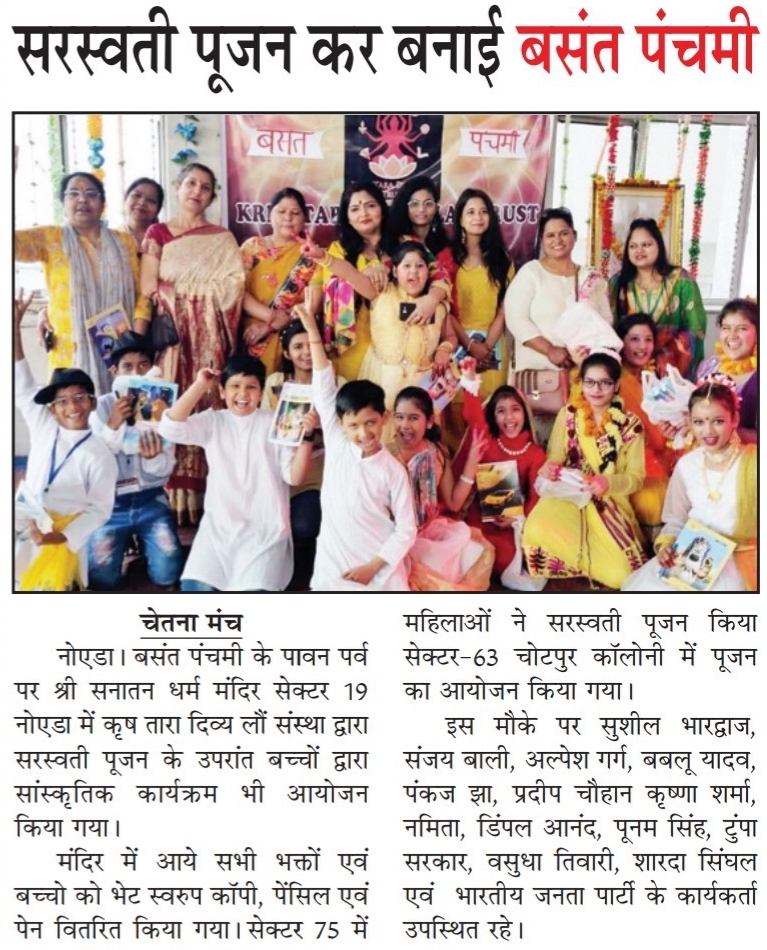 सरस्वती पूजन कर बनाई बसंत पंचमी
बसंत पंचमी
चेतना मंच
नोएडा। बसंत पंचमी के पावन पर्व
पर श्री सनातन धर्म मंदिर सेक्टर 19
नोएडा में कृष तारा दिव्य लौं संस्था द्वारा
सरस्वती पूजन के उपरांत बच्चों द्वारा
सांस्कृतिक कार्यक्रम भी आयोजन
किया गया।
मंदिर में आये सभी भक्तों एवं
बच्चो को भेट स्वरुप कॉपी, पेंसिल एवं
पेन वितरित किया गया। सेक्टर 75 में
महिलाओं ने सरस्वती पूजन किया
सेक्टर-63 चोटपुर कॉलोनी में पूजन
का आयोजन किया गया।
इस मौके पर सुशील भारद्वाज,
संजय बाली, अल्पेश गर्ग, बबलू यादव,
पंकज झा, प्रदीप चौहान कृष्णा शर्मा,
नमिता, डिंपल आनंद, पूनम सिंह, टुंपा
सरकार, वसुधा तिवारी, शारदा सिंघल
एवं भारतीय जनता पार्टी के कार्यकर्ता
उपस्थित रहे।